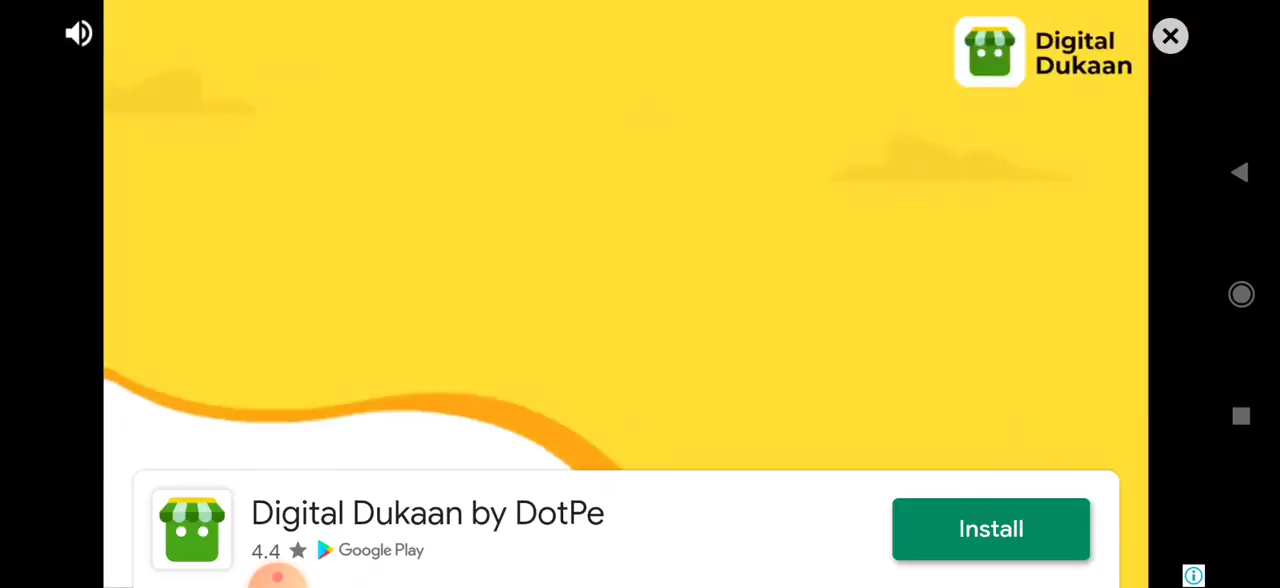 Digital
Dukaan
Digital Dukaan by DotPe
Install
4.4 ★ Google Play